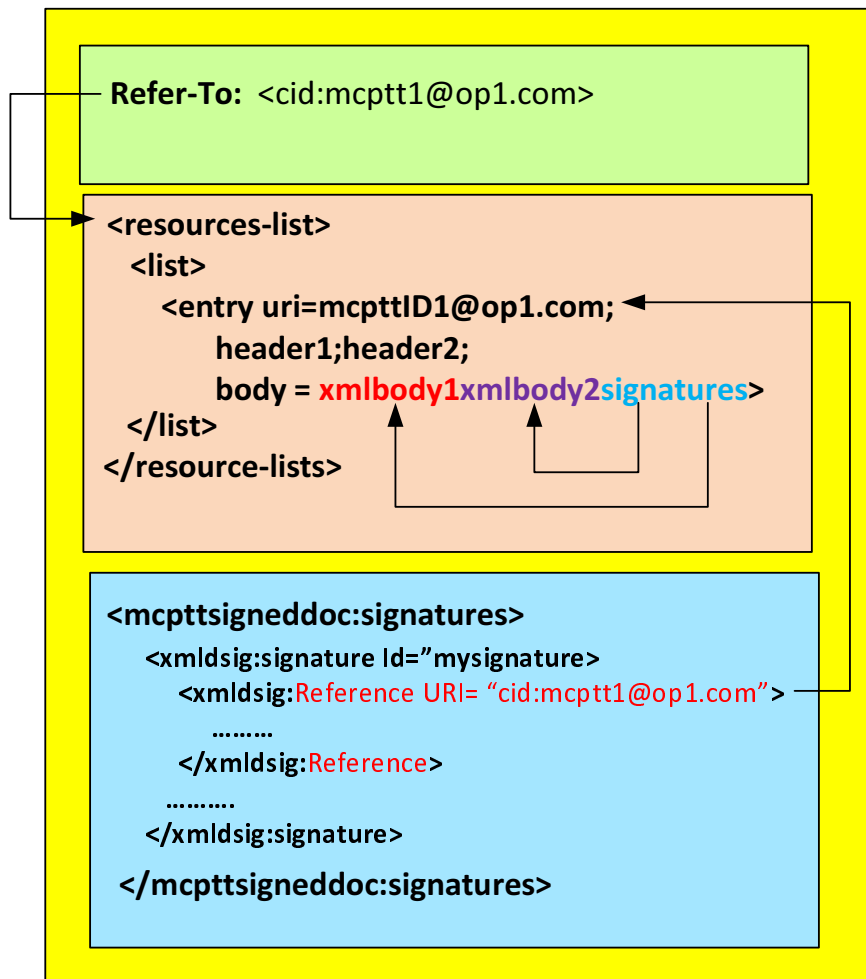 Refer-To: <cid:mcptt1@op1.com>
<resources-list>
<list>
<entry uri=mcpttID1@op1.com;
header1;header2;
body = xmlbody1xmlbody2signatures>
</list>
</resource-lists>
<mcpttsigneddoc:signatures>
<xmldsig:signature Id=”mysignature>
<xmldsig:Reference URI= “cid:mcptt1@op1.com”>
………
</xmldsig:Reference>
……….
</xmldsig:signature>
</mcpttsigneddoc:signatures>